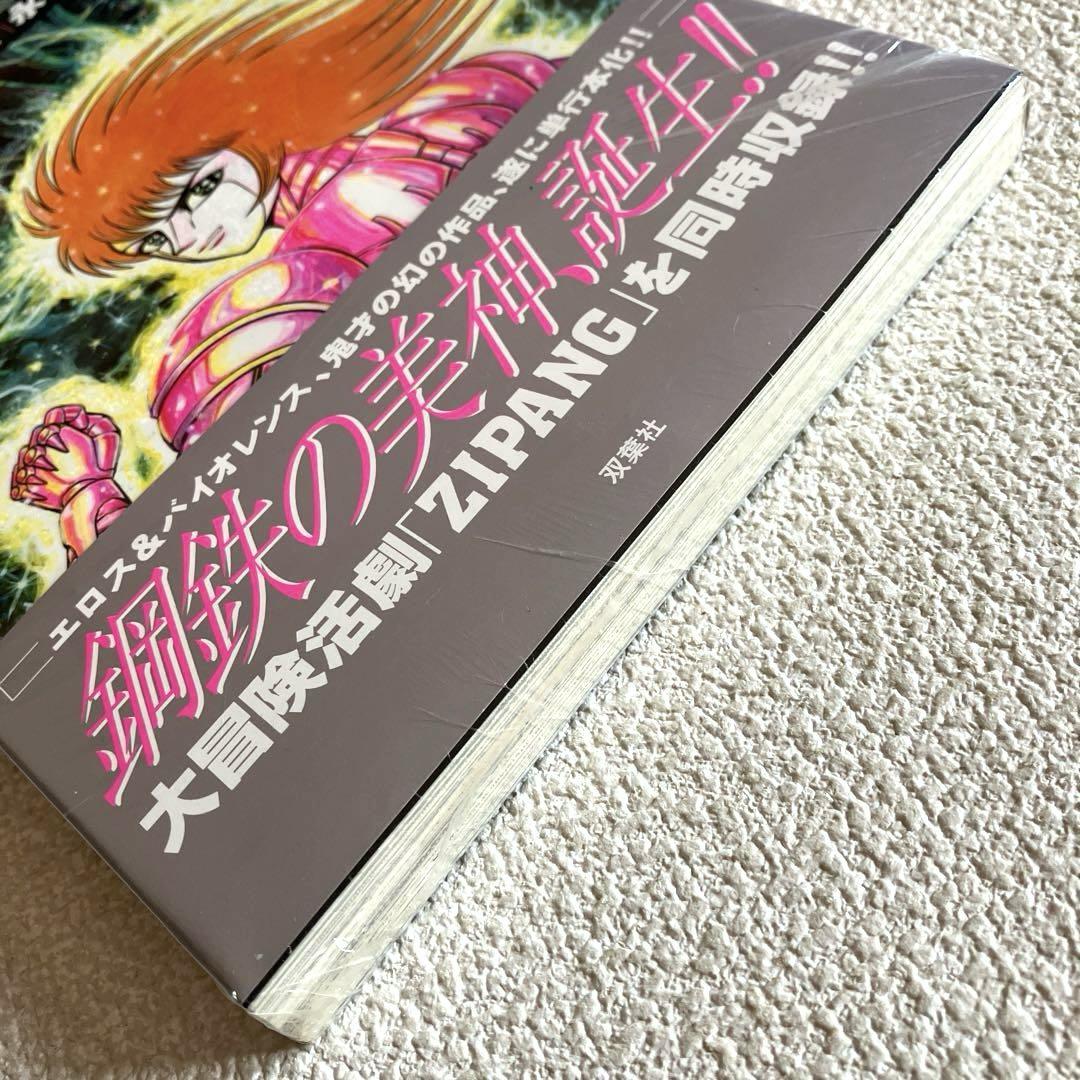 永
エロス&バイオレンス、鬼才の幻の作品、遂に単行本化!!
鋼鉄の美神、誕生!!
大冒険活劇「ZIPANG」を同時収録!!
双葉社